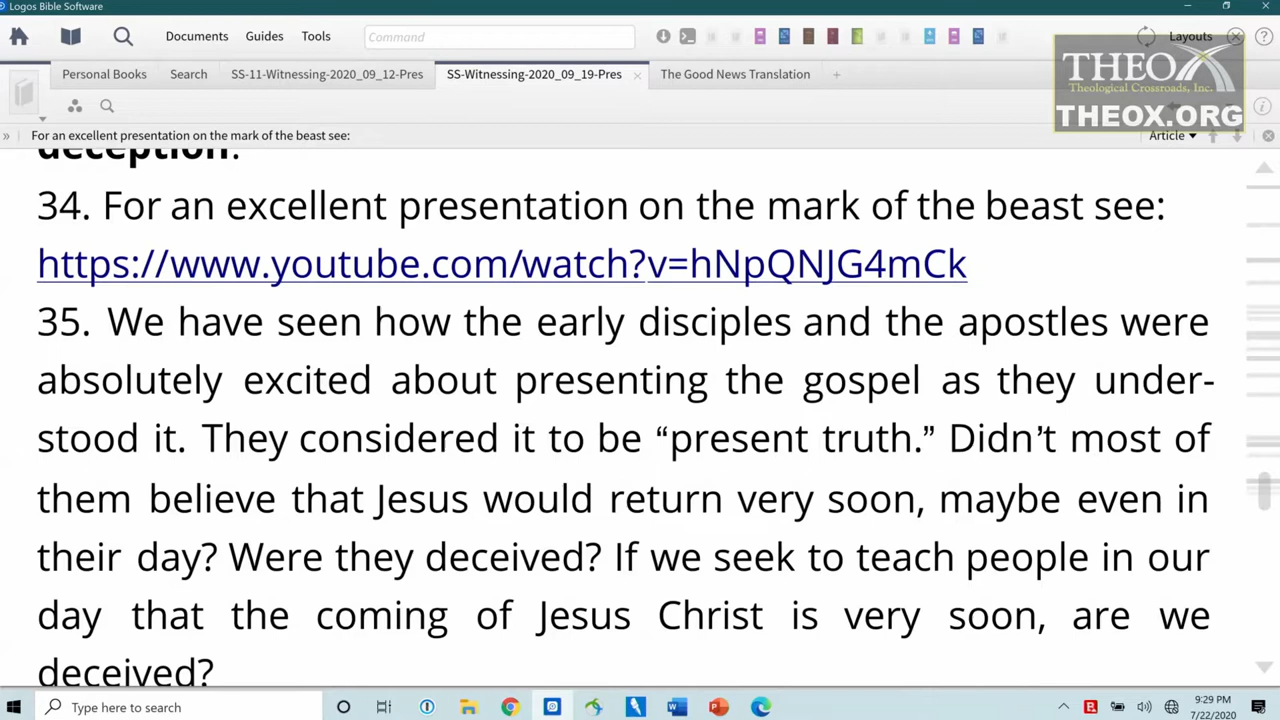 Logos Bible Software
Documents Guides Tools Command Layouts
THEOX
Theological Crossroads, Inc.
THEOX.ORG
Personal Books Search SS-11-Witnessing-2020_09_12-Pres SS-Witnessing-2020_09_19-Pres The Good News Translation
For an excellent presentation on the mark of the beast see: Article
deception.
34. For an excellent presentation on the mark of the beast see:
https://www.youtube.com/watch?v=hNpQNJG4mCk
35. We have seen how the early disciples and the apostles were
absolutely excited about presenting the gospel as they under-
stood it. They considered it to be “present truth.” Didn’t most of
them believe that Jesus would return very soon, maybe even in
their day? Were they deceived? If we seek to teach people in our
day that the coming of Jesus Christ is very soon, are we
deceived?
Type here to search
9:29 PM
7/22/2020